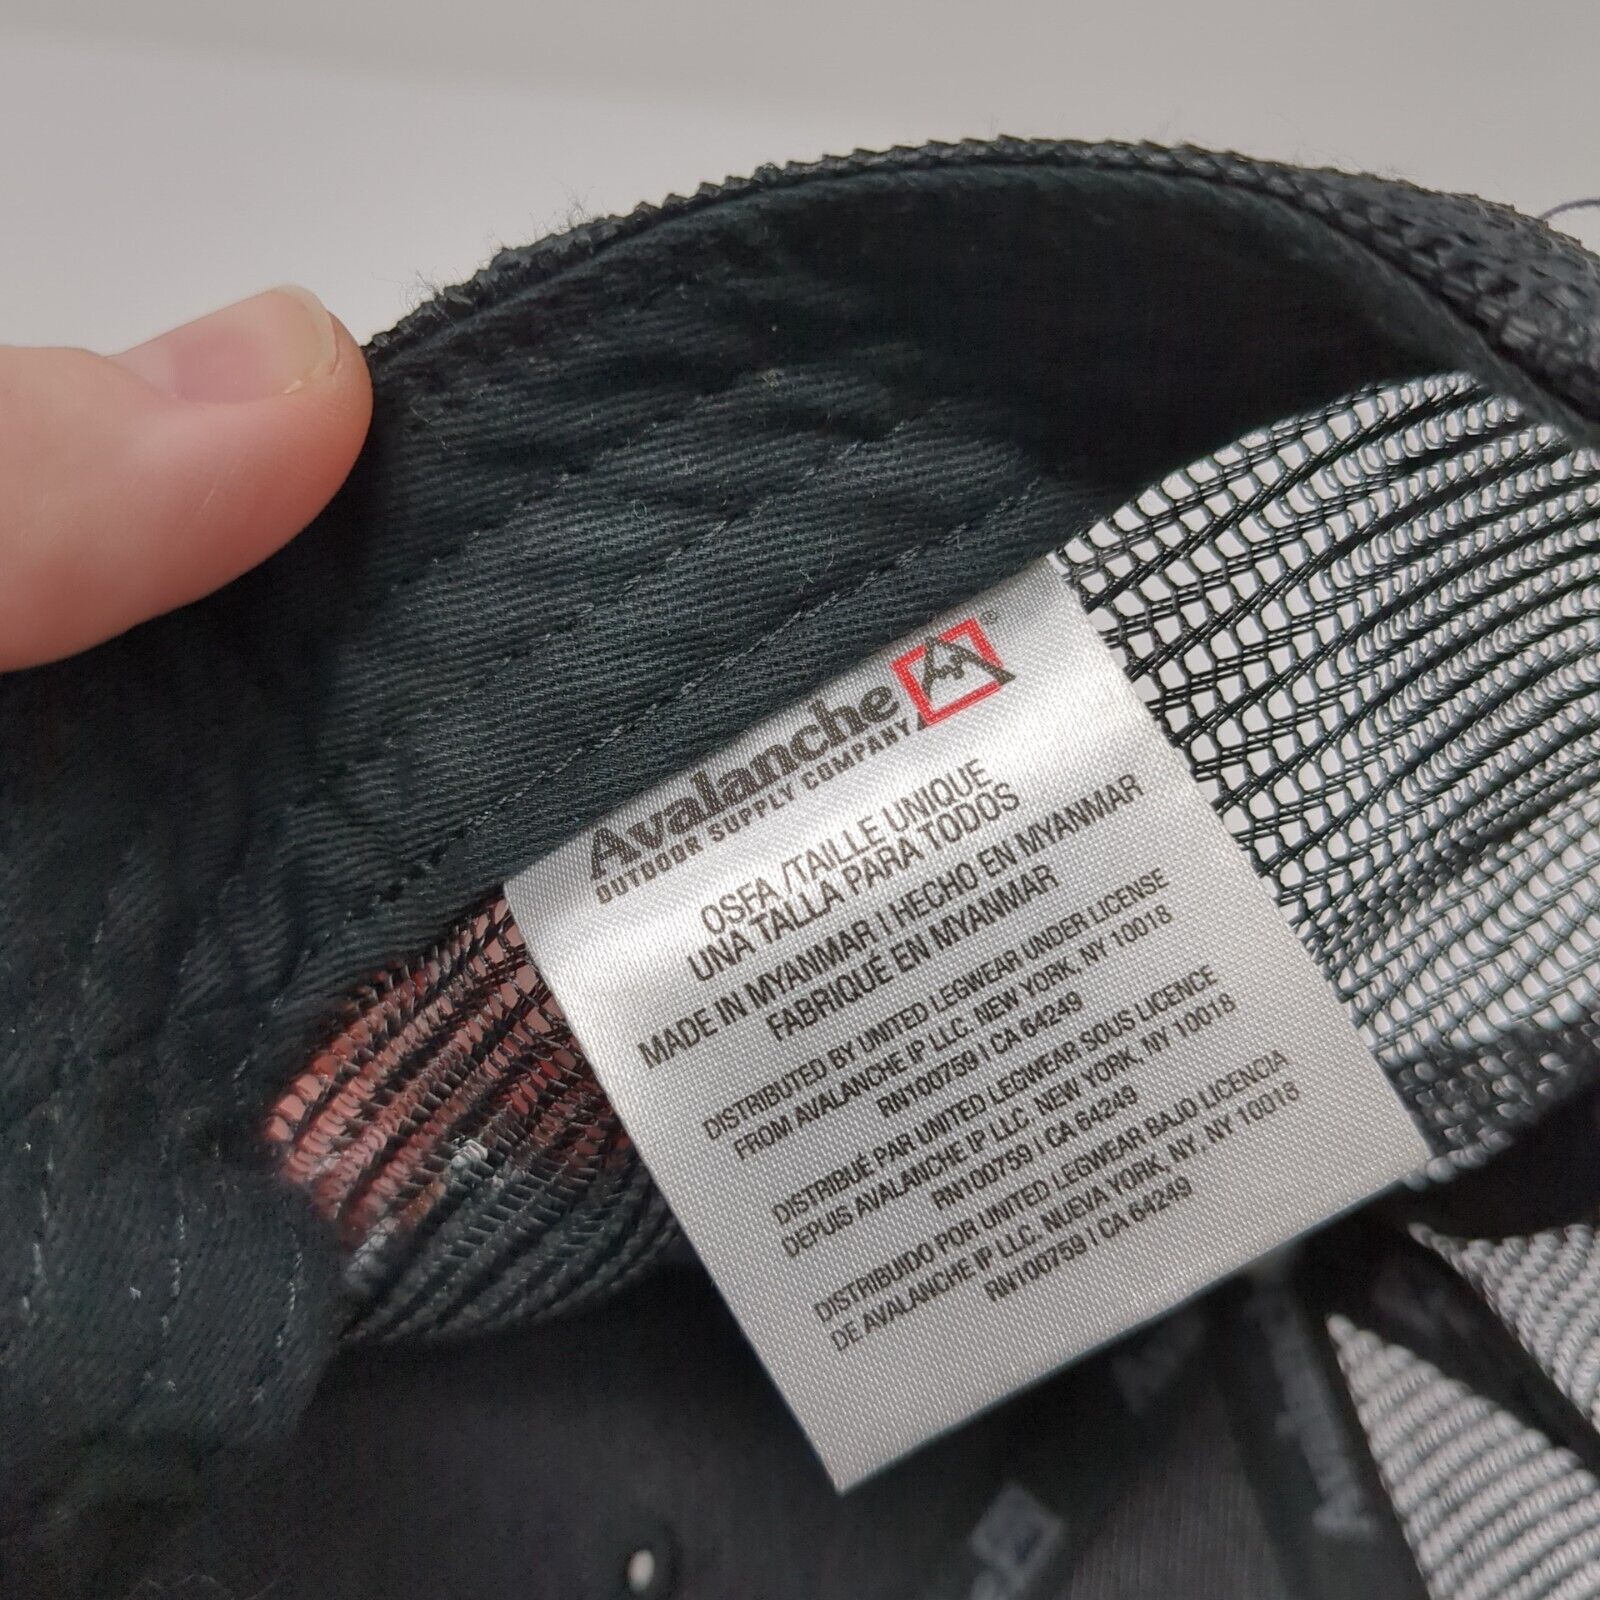 Avalanche ®
OUTDOOR SUPPLY COMPANY
OSFA /TAILLE UNIQUE
UNA TALLA PARA TODOS
MADE IN MYANMAR I HECHO EN MYANMAR
FABRIQUÉ EN MYANMAR
DISTRIBUTED BY UNITED LEGWEAR UNDER LICENSE
FROM AVALANCHE IP LLC. NEW YORK, NY 10018
RN100759 I CA 64249
DISTRIBUÉ PAR UNITED LEGWEAR SOUS LICENCE
DEPUIS AVALANCHE IP LLC. NEW YORK, NY 10018
RN100759 I CA 64249
DISTRIBUIDO POR UNITED LEGWEAR BAJO LICENCIA
DE AVALANCHE IP LLC. NUEVA YORK, NY, NY 10018
RN100759 I CA 64249